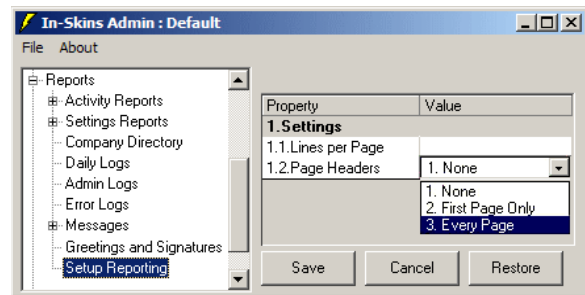 In-Skins Admin : Default
File About
Reports
Activity Reports
Settings Reports
Company Directory
Daily Logs
Admin Logs
Error Logs
Messages
Greetings and Signatures
Setup Reporting
Property Value
1.Settings
1.1.Lines per Page
1.2.Page Headers 1. None
1. None
2. First Page Only
3. Every Page
Save Cancel Restore